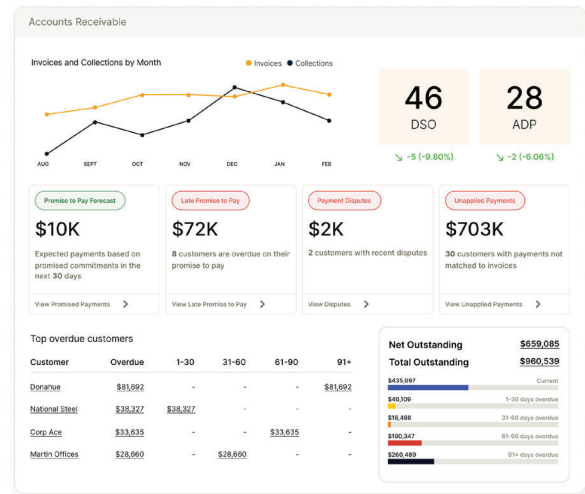 Accounts Receivable
Invoices and Collections by Month
Invoices Collections
AUG SEPT OCT NOV DEC JAN FEB
46
DSO
-5 (-9.80%)
28
ADP
-2 (-6.06%)
Promise to Pay Forecast
$10K
Expected payments based on
promised commitments in the
next 30 days
View Promised Payments
Late Promise to Pay
$72K
8 customers are overdue on their
promise to pay
View Late Promise to Pay
Payment Disputes
$2K
2 customers with recent disputes
View Disputes
Unapplied Payments
$703K
30 customers with payments not
matched to invoices
View Unapplied Payments
Top overdue customers
Customer Overdue 1-30 31-60 61-90 91+
Donahue $81,692 - - - $81,692
National Steel $38,327 $38,327 - - -
Corp Ace $33,635 - - $33,635 -
Martin Offices $28,660 - $28,660 - -
Net Outstanding $659,085
Total Outstanding $960,539
$435,097 Current
$40,109 1-30 days overdue
$16,498 31-60 days overdue
$190,347 61-90 days overdue
$260,489 91+ days overdue